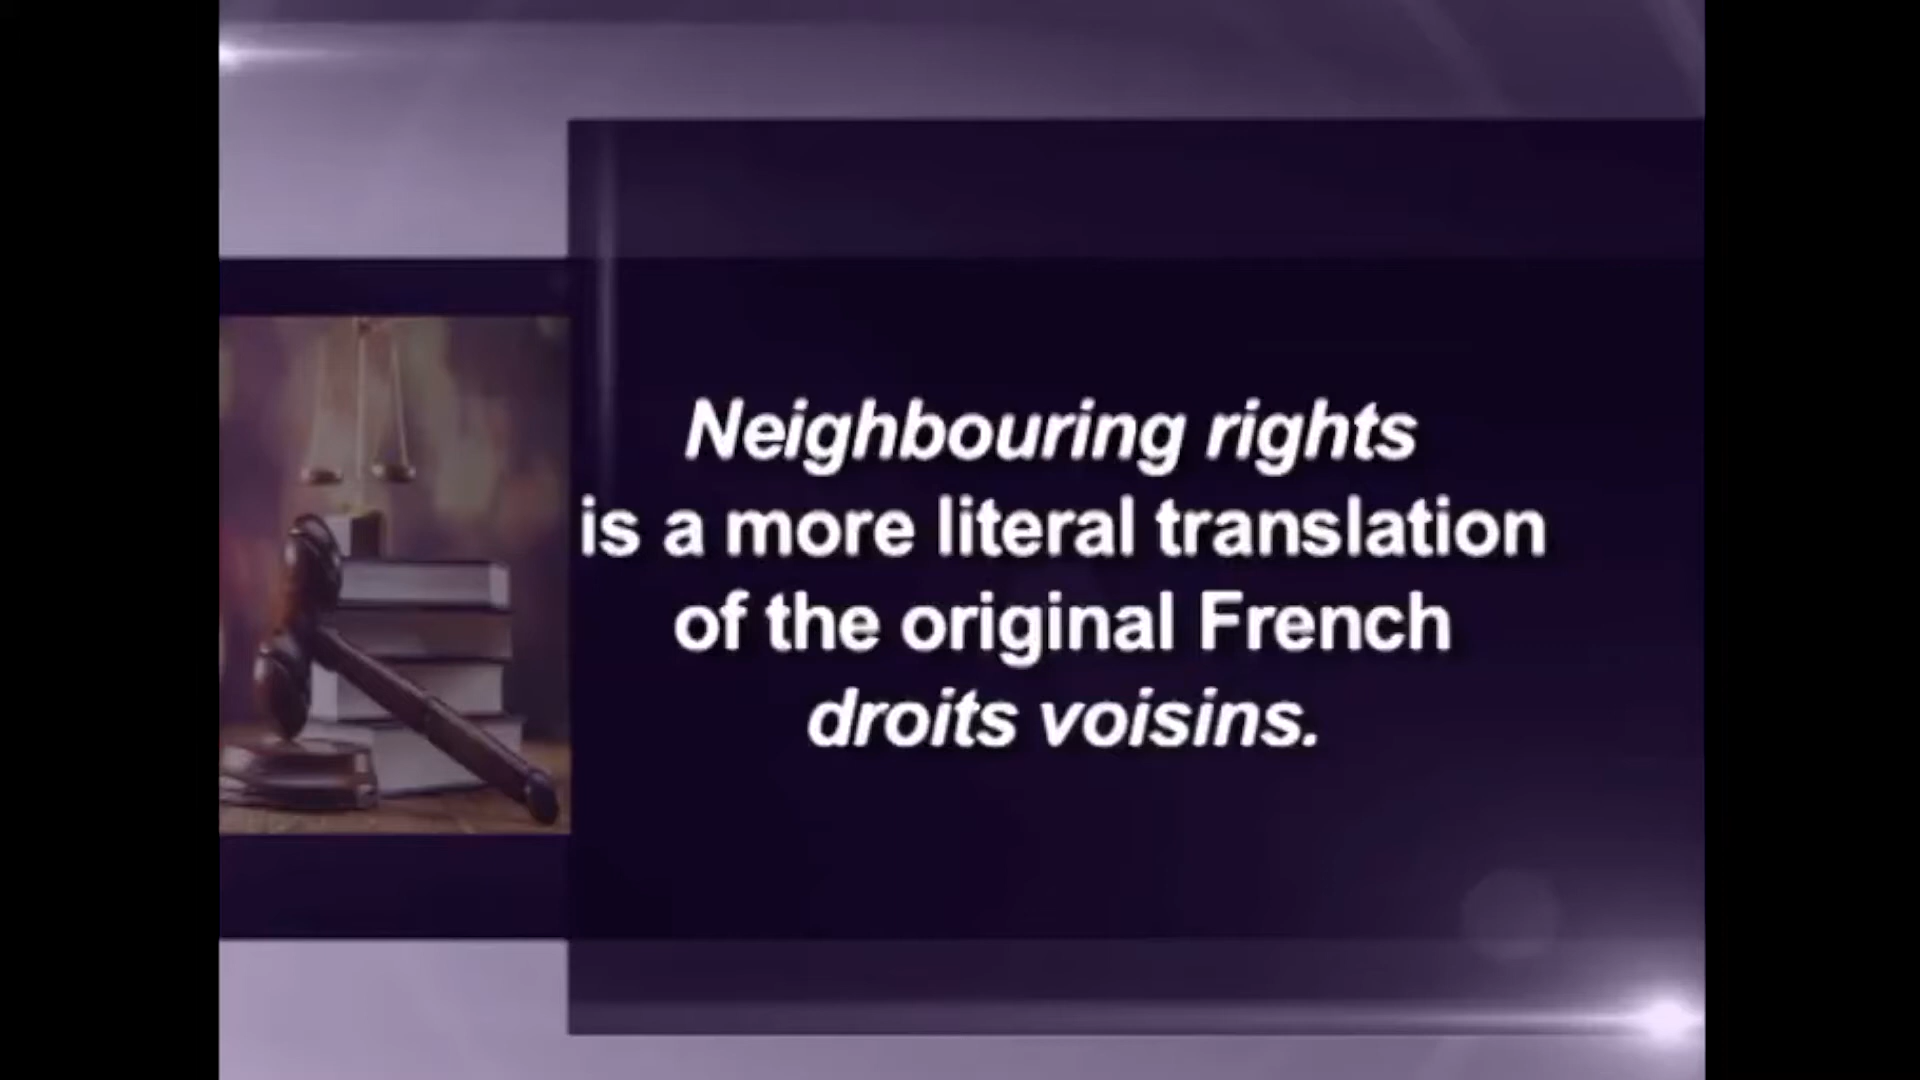 Neighbouring rights
is a more literal translation
of the original French
droits voisins.